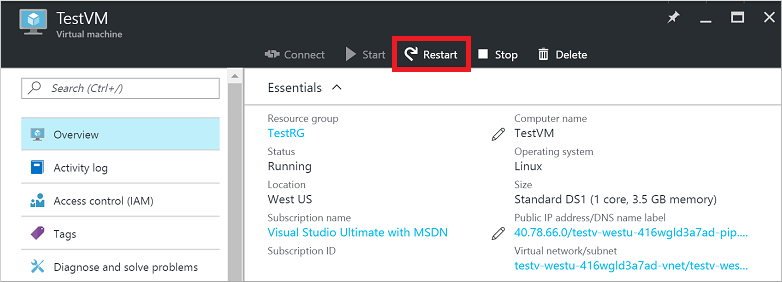 TestVM
Virtual machine
Connect Start Restart Stop Delete
Search (Ctrl+/)
Overview
Activity log
Access control (IAM)
Tags
Diagnose and solve problems
Essentials
Resource group
TestRG
Status
Running
Location
West US
Subscription name
Visual Studio Ultimate with MSDN
Subscription ID
Computer name
TestVM
Operating system
Linux
Size
Standard DS1 (1 core, 3.5 GB memory)
Public IP address/DNS name label
40.78.66.0/testv-westu-416wgld3a7ad-pip....
Virtual network/subnet
testv-westu-416wgld3a7ad-vnet/testv-wes...